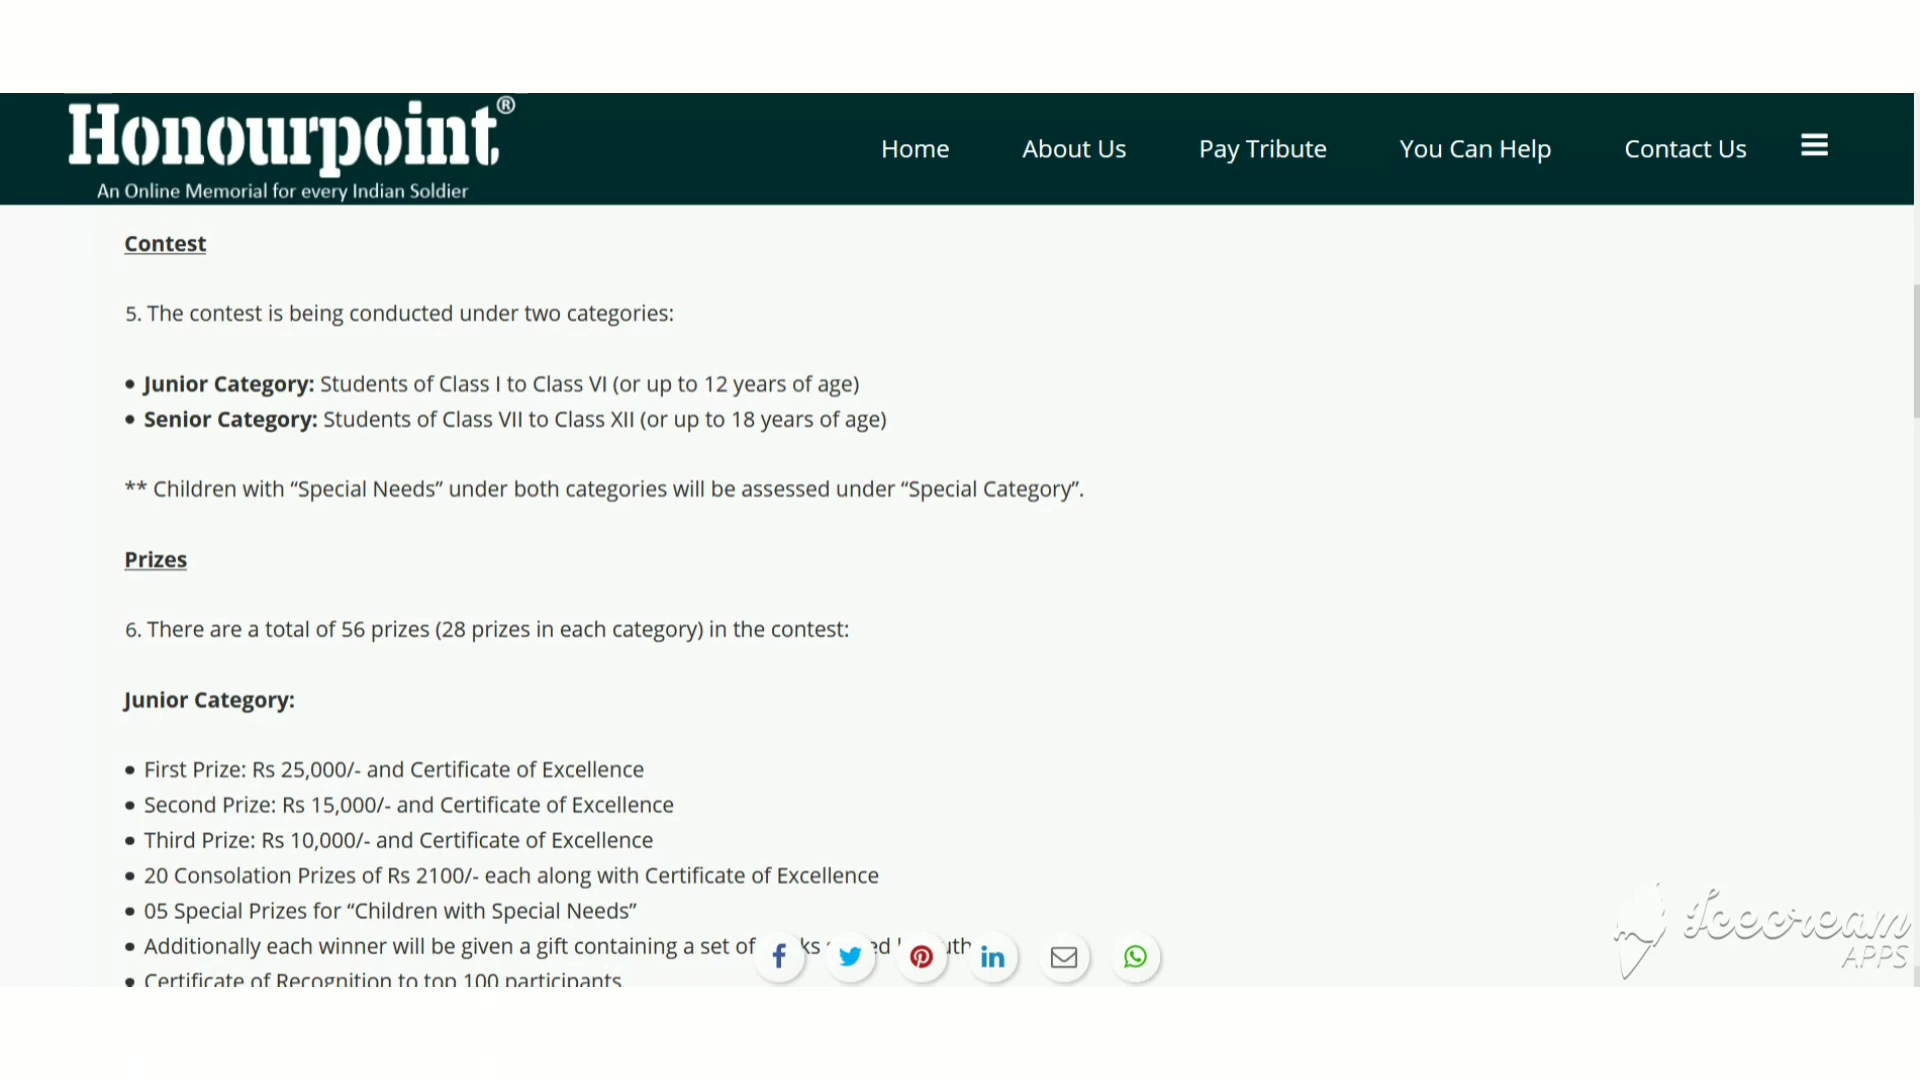 Honourpoint®
An Online Memorial for every Indian Soldier
Home About Us Pay Tribute You Can Help Contact Us
Contest
5. The contest is being conducted under two categories:
• Junior Category: Students of Class I to Class VI (or up to 12 years of age)
• Senior Category: Students of Class VII to Class XII (or up to 18 years of age)
** Children with “Special Needs” under both categories will be assessed under “Special Category”.
Prizes
6. There are a total of 56 prizes (28 prizes in each category) in the contest:
Junior Category:
• First Prize: Rs 25,000/- and Certificate of Excellence
• Second Prize: Rs 15,000/- and Certificate of Excellence
• Third Prize: Rs 10,000/- and Certificate of Excellence
• 20 Consolation Prizes of Rs 2100/- each along with Certificate of Excellence
• 05 Special Prizes for “Children with Special Needs”
• Additionally each winner will be given a gift containing a set of
• Certificate of Recognition to top 100 participants
Icecream
APPS